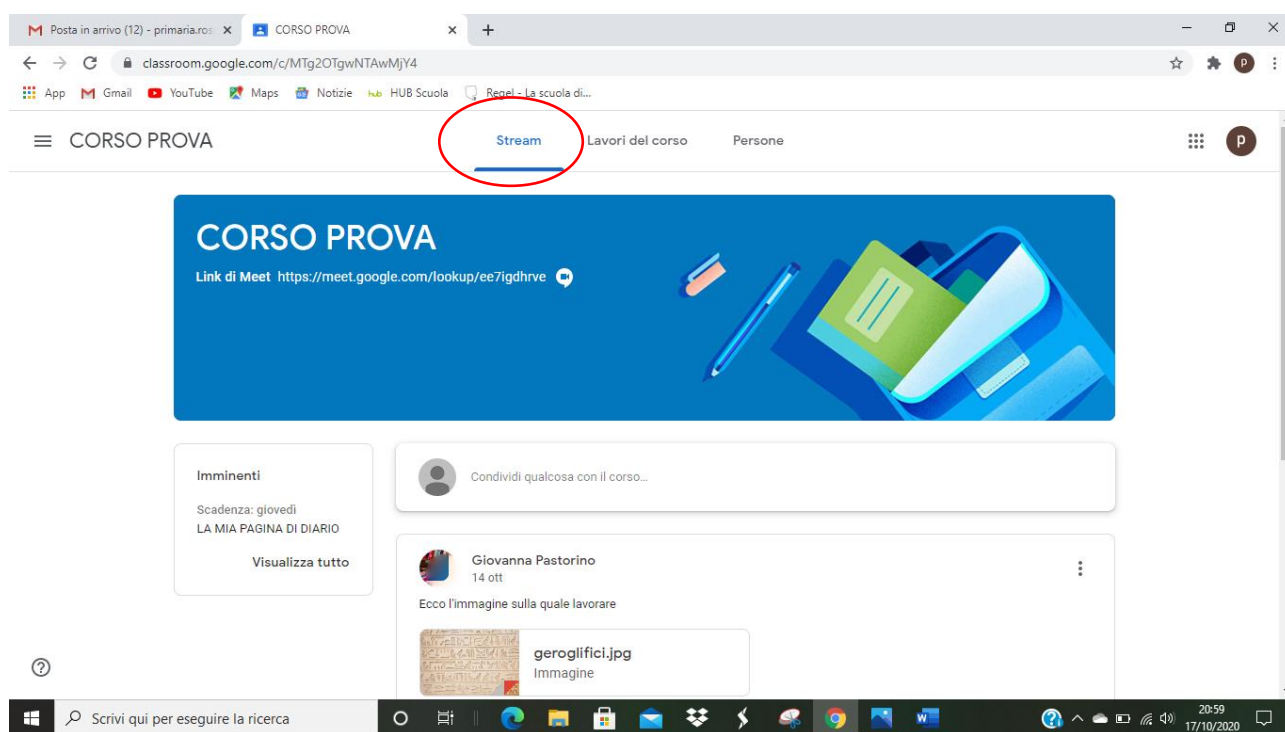 Posta in arrivo (12) - primaria.ros
CORSO PROVA
classroom.google.com/c/MTg2OTgwNTAwMjY4
App Gmail YouTube Maps Notizie hub HUB Scuola Regel - La scuola di...
CORSO PROVA Stream Lavori del corso Persone P
CORSO PROVA
Link di Meet https://meet.google.com/lookup/ee7igdhrve
Imminenti
Scadenza: giovedì
LA MIA PAGINA DI DIARIO
Visualizza tutto
Condividi qualcosa con il corso...
Giovanna Pastorino
14 ott
Ecco l'immagine sulla quale lavorare
geroglifici.jpg
Immagine
Scrivi qui per eseguire la ricerca
20:59
17/10/2020